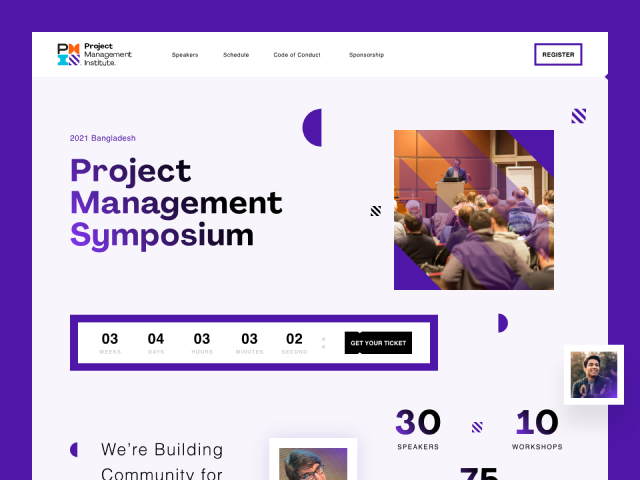 Project
Management
Institute.
Speakers
Schedule
Code of Conduct
Sponsorship
REGISTER
2021 Bangladesh
Project
Management
Symposium
03 04 03 03 02
WEEKS DAYS HOURS MINUTES SECOND
GET YOUR TICKET
30
SPEAKERS
10
WORKSHOPS
We're Building
Community for
75